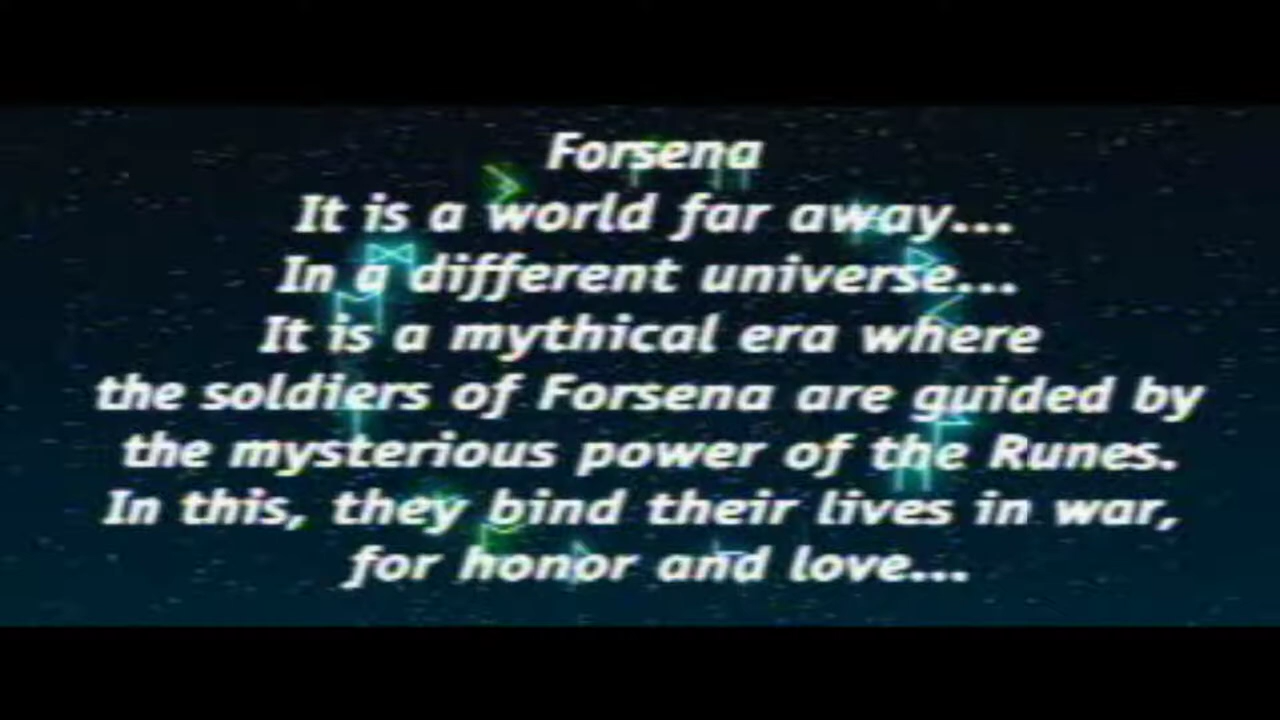 Forsena
It is a world far away...
In a different universe...
It is a mythical era where
the soldiers of Forsena are guided by
the mysterious power of the Runes.
In this, they bind their lives in war,
for honor and love...